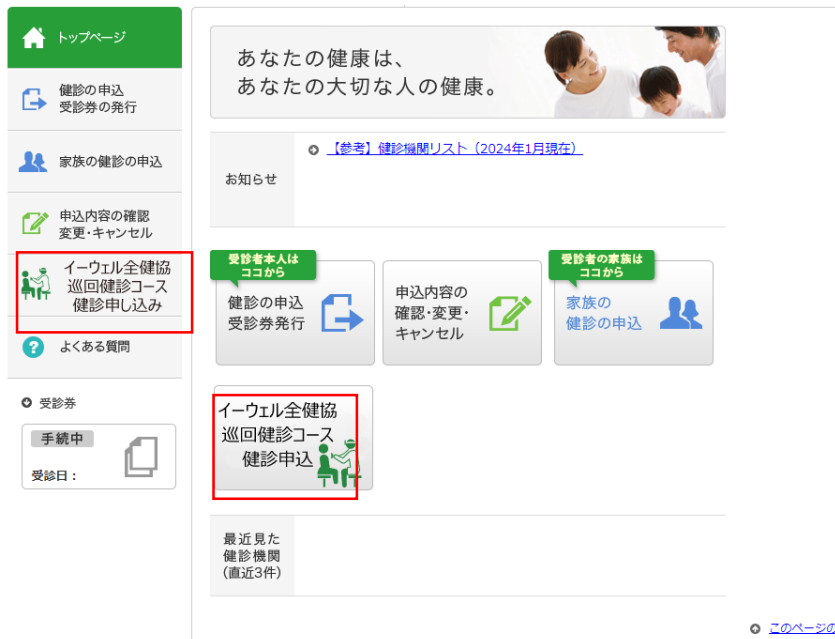 トップページ
健診の申込
受診券の発行
家族の健診の申込
申込内容の確認
変更・キャンセル
イーウェル全健協
巡回健診コース
健診申し込み
?
よくある質問
受診券
手続中
受診日：
あなたの健康は、
あなたの大切な人の健康。
お知らせ
【参考】健診機関リスト（2024年1月現在）
受診者本人は
ココから
健診の申込
受診券発行
申込内容の
確認・変更・
キャンセル
受診者の家族は
ココから
家族の
健診の申込
イーウェル全健協
巡回健診コース
健診申込
最近見た
健診機関
(直近3件)
このページの